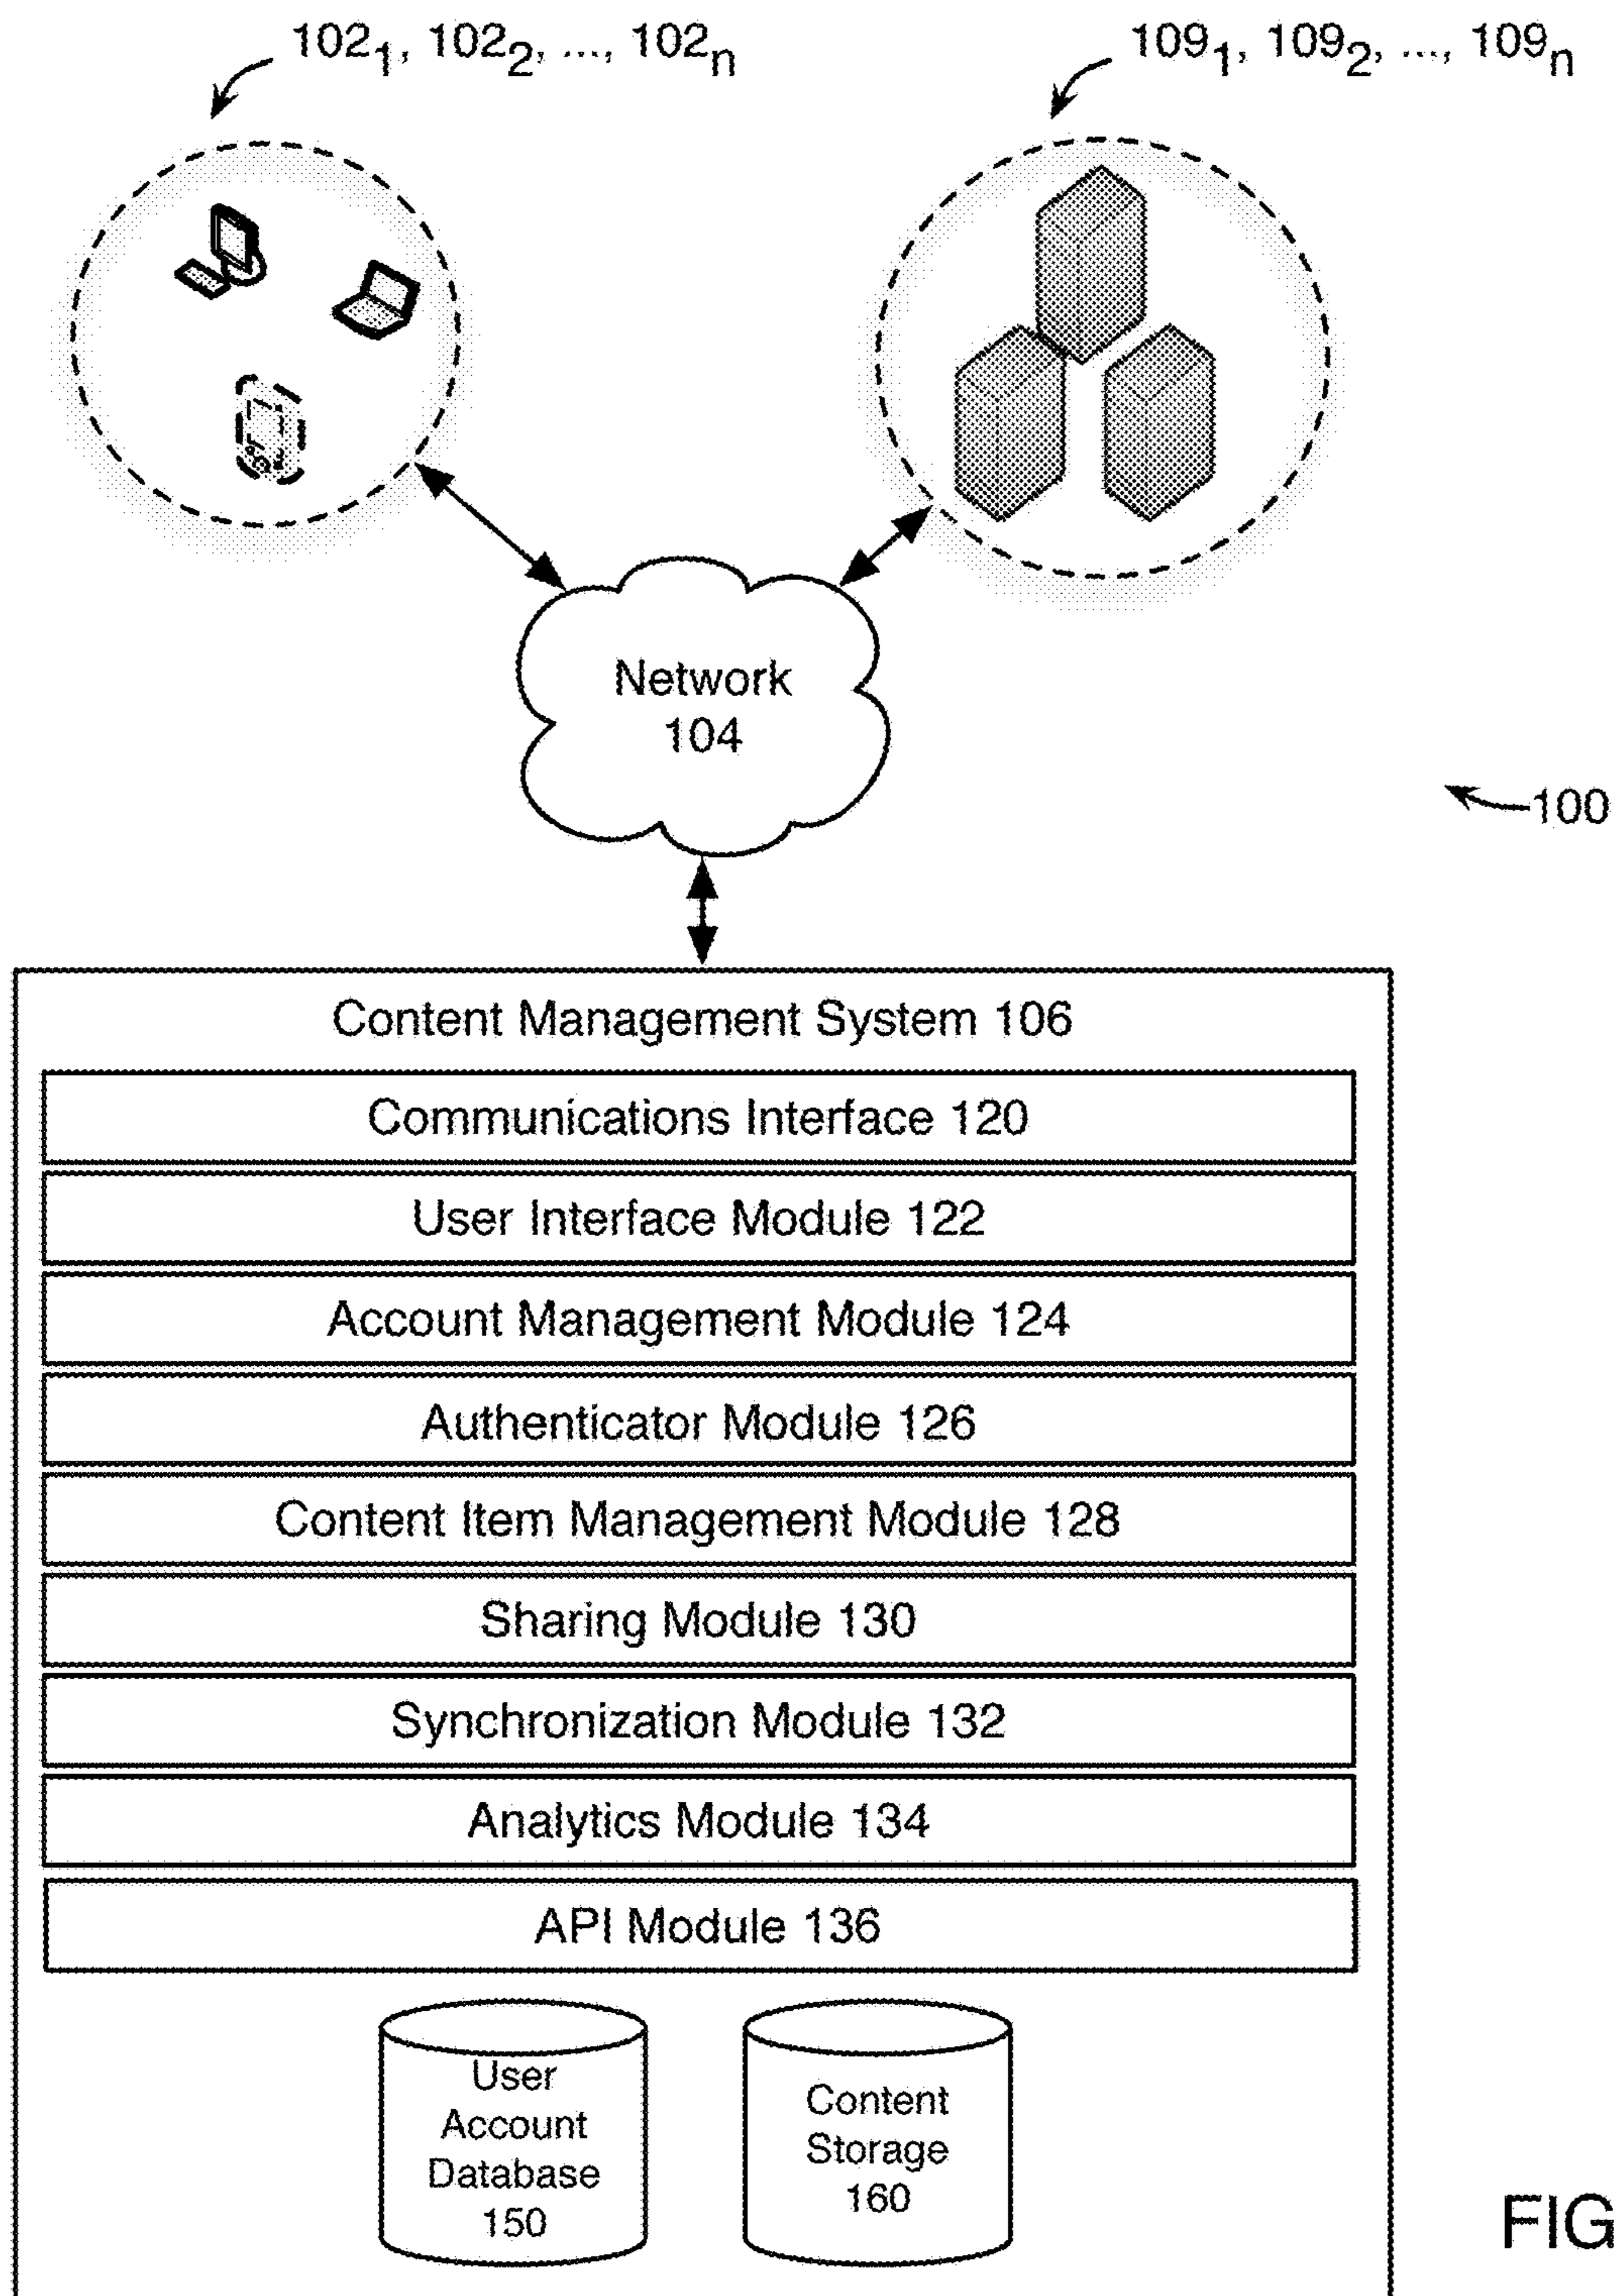 102₁, 102₂, ..., 102ₙ
109₁, 109₂, ..., 109ₙ
Network
104
100
Content Management System 106
Communications Interface 120
User Interface Module 122
Account Management Module 124
Authenticator Module 126
Content Item Management Module 128
Sharing Module 130
Synchronization Module 132
Analytics Module 134
API Module 136
User
Account
Database
150
Content
Storage
160
FIG